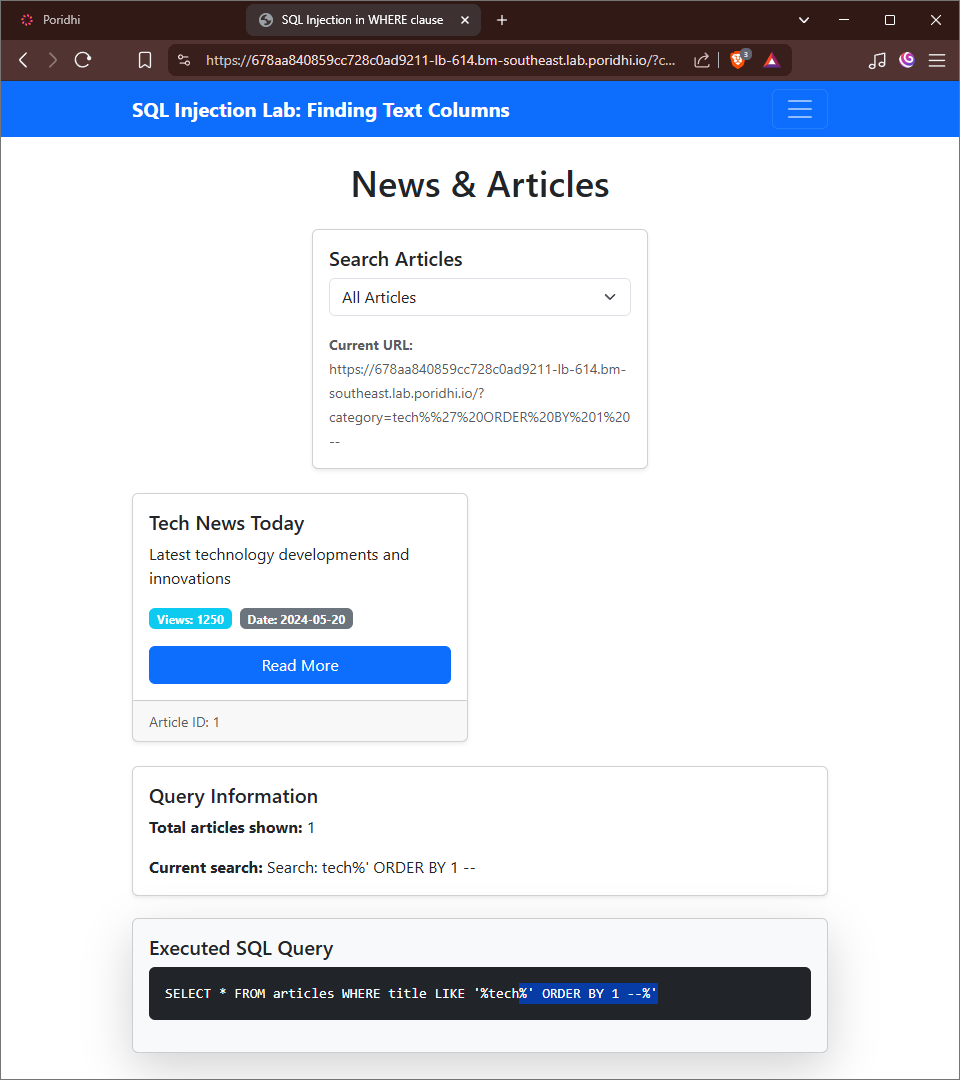 Poridhi
SQL Injection in WHERE clause
https://678aa840859cc728c0ad9211-lb-614.bm-southeast.lab.poridhi.io/?c...
3
SQL Injection Lab: Finding Text Columns
News & Articles
Search Articles
All Articles
Current URL:
https://678aa840859cc728c0ad9211-lb-614.bm-
southeast.lab.poridhi.io/?
category=tech%%27%20ORDER%20BY%201%20
--
Tech News Today
Latest technology developments and
innovations
Views: 1250 Date: 2024-05-20
Read More
Article ID: 1
Query Information
Total articles shown: 1
Current search: Search: tech%' ORDER BY 1 --
Executed SQL Query
SELECT * FROM articles WHERE title LIKE '%tech%' ORDER BY 1 --%'